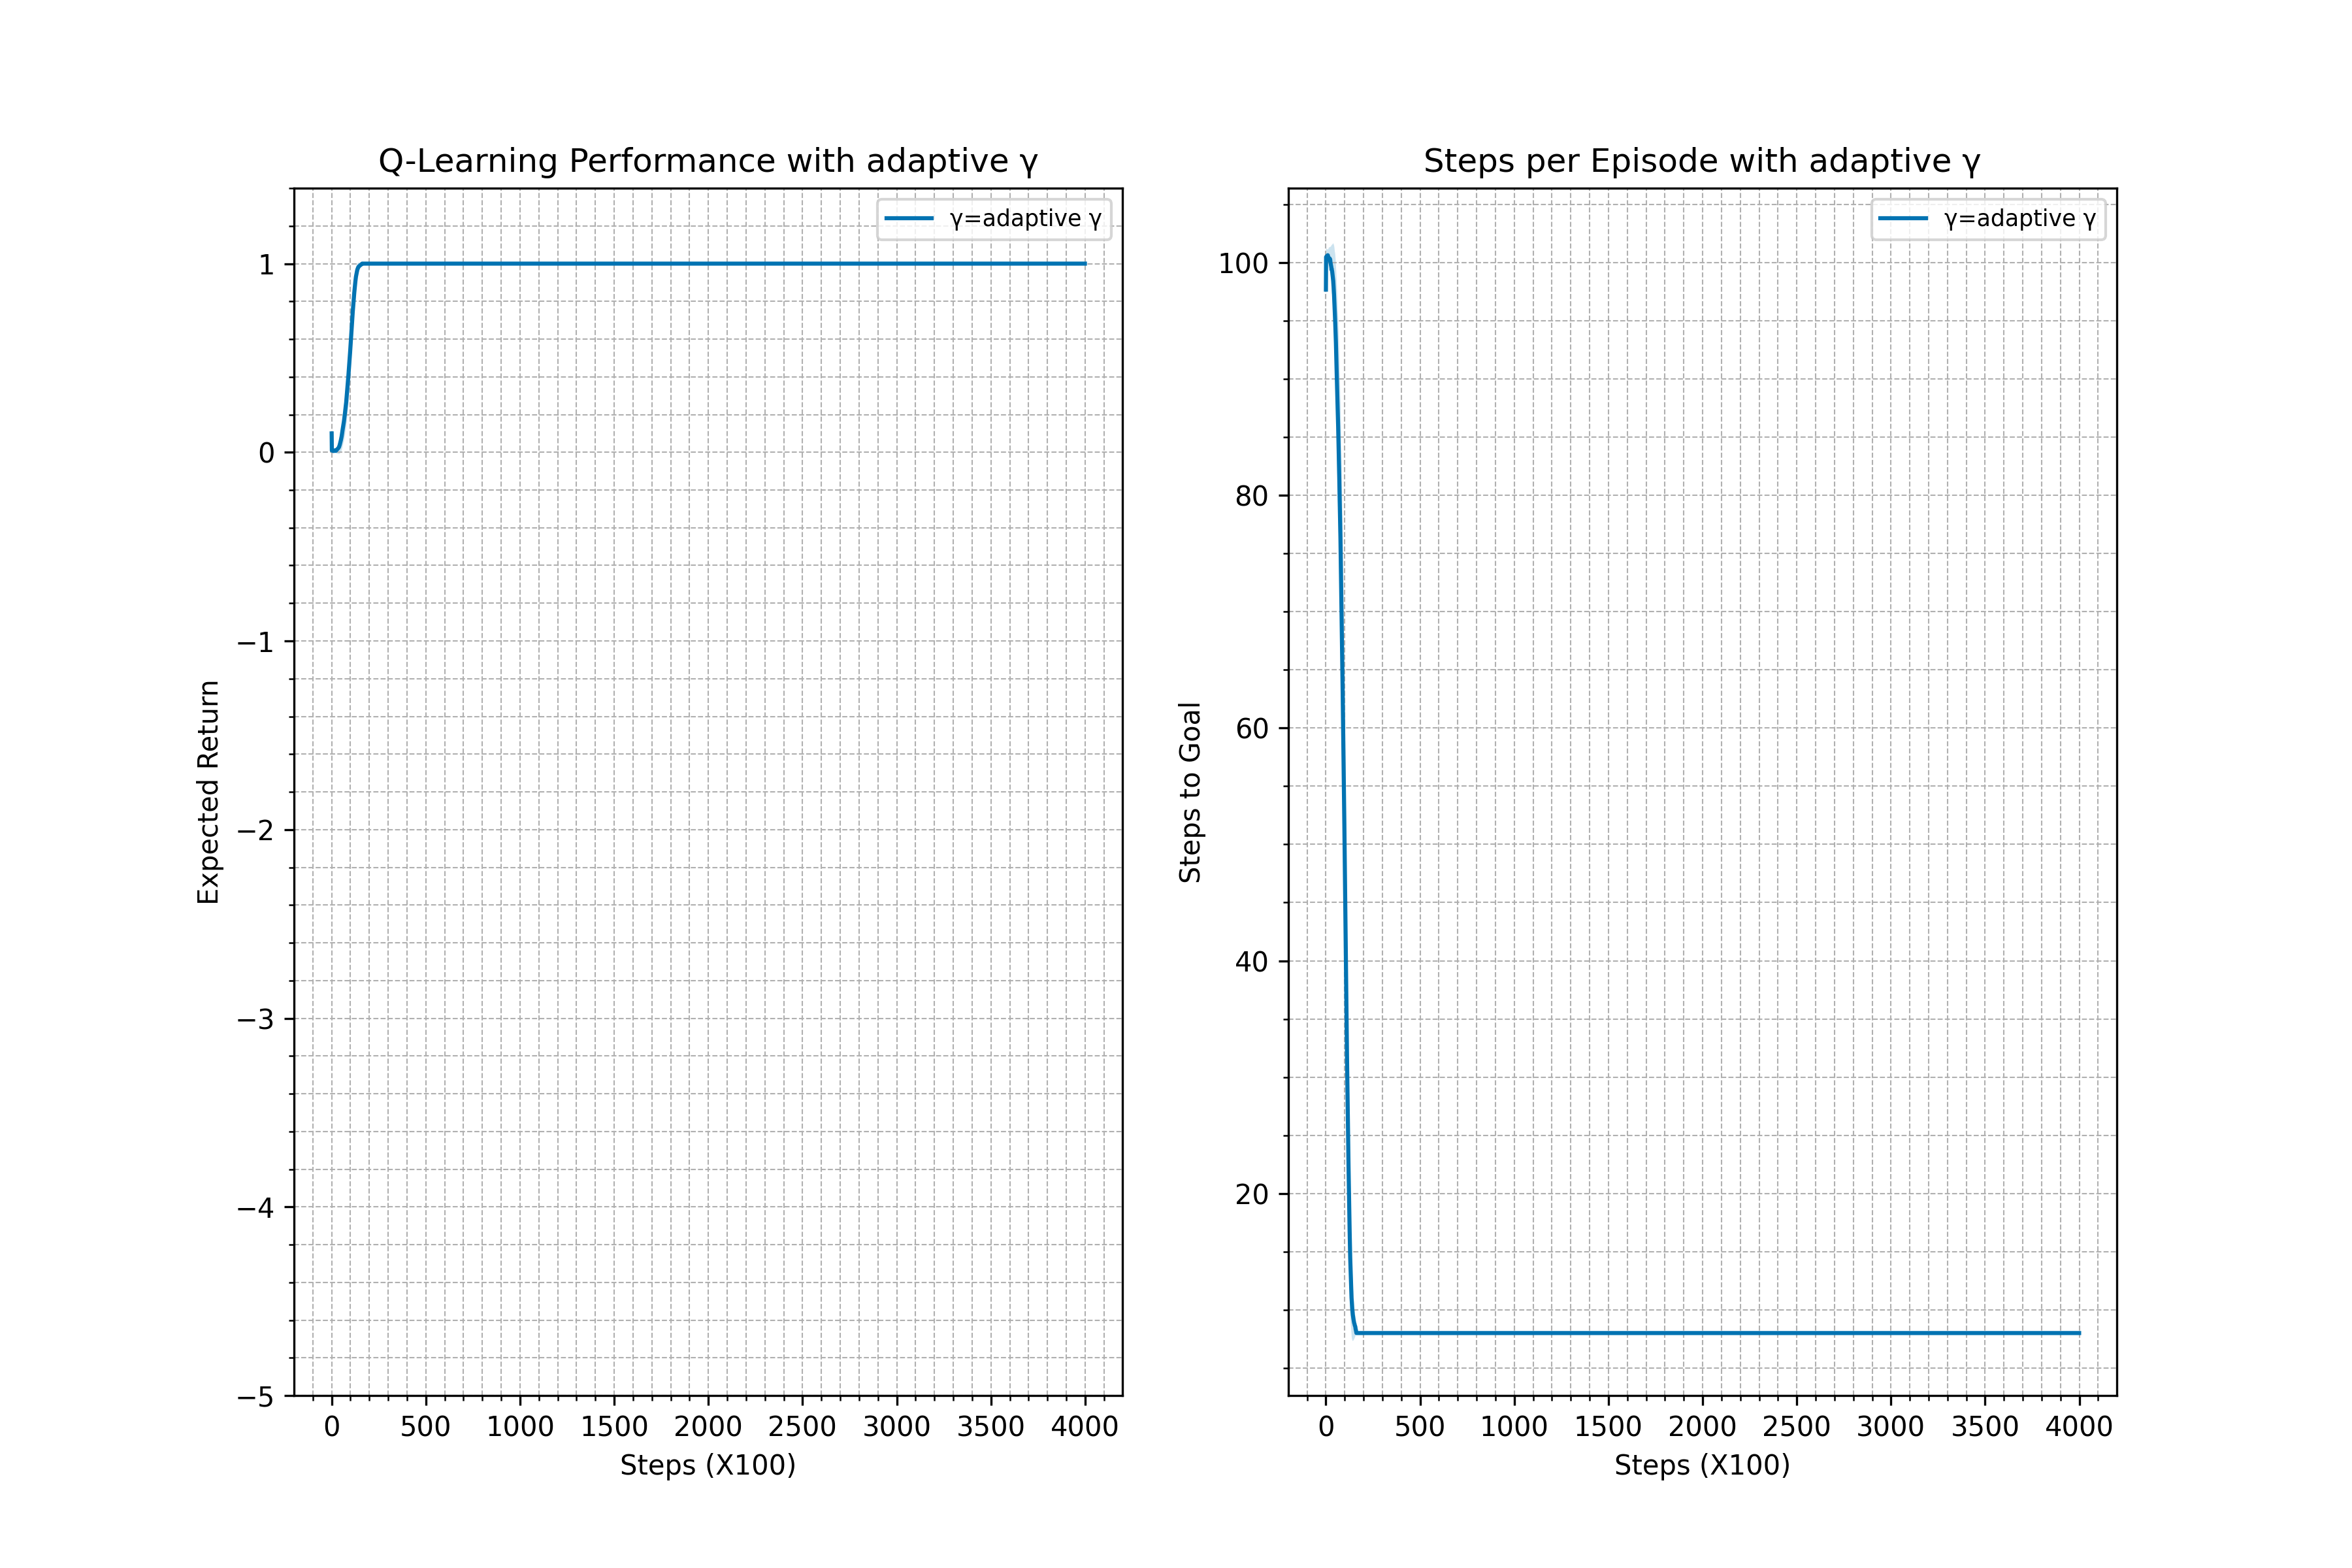 Q-Learning Performance with adaptive γ
γ=adaptive γ
1
0
−1
−2
−3
−4
−5
Expected Return
0 500 1000 1500 2000 2500 3000 3500 4000
Steps (X100)
Steps per Episode with adaptive γ
γ=adaptive γ
100
80
60
40
20
Steps to Goal
0 500 1000 1500 2000 2500 3000 3500 4000
Steps (X100)